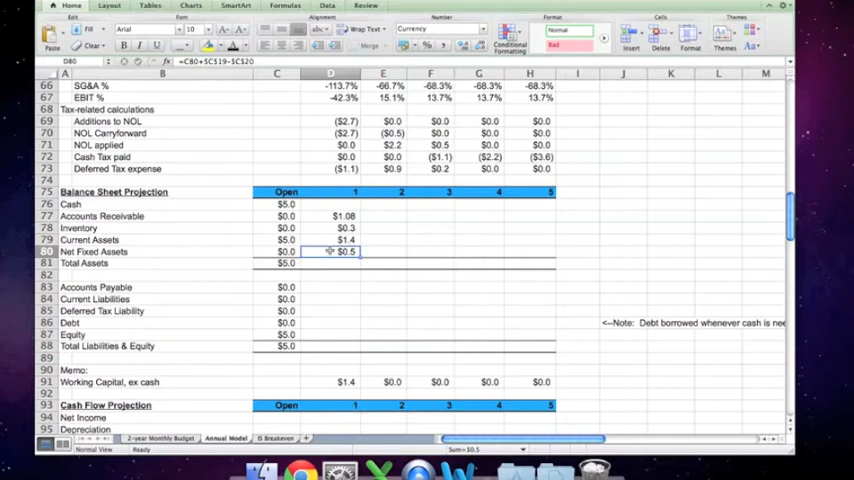 Home Layout Tables Charts SmartArt Formulas Data Review
Font Alignment Number Format Cells Themes
Arial 10 abc Wrap Text Currency Normal
Paste Clear B I U A Merge % Bad Conditional Formatting Insert Delete Format Themes Aa
D80 fx =C80+$C$19-$C$20
A B C D E F G H I J K L M
66 SG&A % -113.7% -66.7% -68.3% -68.3% -68.3%
67 EBIT % -42.3% 15.1% 13.7% 13.7% 13.7%
68 Tax-related calculations
69 Additions to NOL ($2.7) $0.0 $0.0 $0.0 $0.0
70 NOL Carryforward ($2.7) ($0.5) $0.0 $0.0 $0.0
71 NOL applied $0.0 $2.2 $0.5 $0.0 $0.0
72 Cash Tax paid $0.0 $0.0 ($1.1) ($2.2) ($3.6)
73 Deferred Tax expense ($1.1) $0.9 $0.2 $0.0 $0.0
74
75 Balance Sheet Projection Open 1 2 3 4 5
76 Cash $5.0
77 Accounts Receivable $0.0 $1.08
78 Inventory $0.0 $0.3
79 Current Assets $5.0 $1.4
80 Net Fixed Assets $0.0 $0.5
81 Total Assets $5.0
82
83 Accounts Payable $0.0
84 Current Liabilities $0.0
85 Deferred Tax Liability $0.0
86 Debt $0.0 <--Note: Debt borrowed whenever cash is nee
87 Equity $5.0
88 Total Liabilities & Equity $5.0
89
90 Memo:
91 Working Capital, ex cash $1.4 $0.0 $0.0 $0.0 $0.0
92
93 Cash Flow Projection Open 1 2 3 4 5
94 Net Income
95 Depreciation
2-year Monthly Budget Annual Model IS Breakeven +
Normal View Ready Sum=$0.5